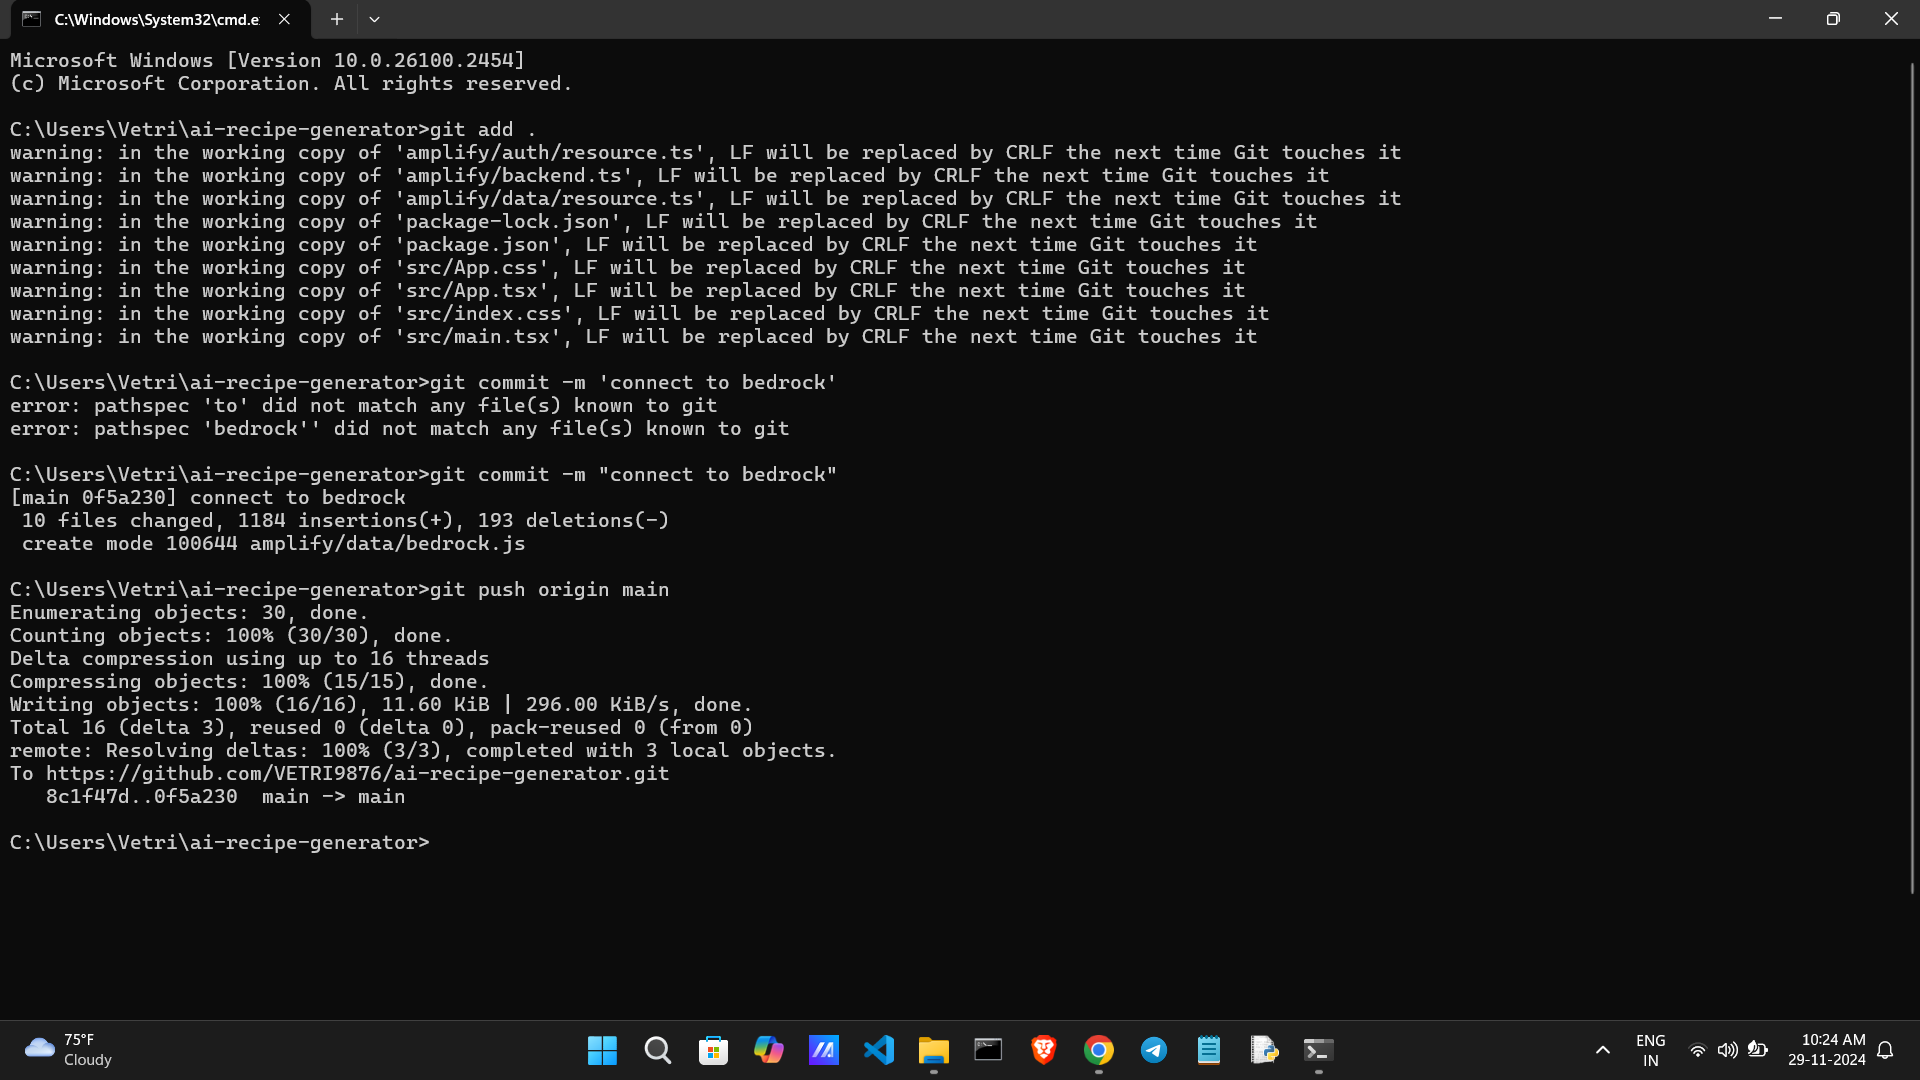 C:\Windows\System32\cmd.e
Microsoft Windows [Version 10.0.26100.2454]
(c) Microsoft Corporation. All rights reserved.
C:\Users\Vetri\ai-recipe-generator>git add .
warning: in the working copy of 'amplify/auth/resource.ts', LF will be replaced by CRLF the next time Git touches it
warning: in the working copy of 'amplify/backend.ts', LF will be replaced by CRLF the next time Git touches it
warning: in the working copy of 'amplify/data/resource.ts', LF will be replaced by CRLF the next time Git touches it
warning: in the working copy of 'package-lock.json', LF will be replaced by CRLF the next time Git touches it
warning: in the working copy of 'package.json', LF will be replaced by CRLF the next time Git touches it
warning: in the working copy of 'src/App.css', LF will be replaced by CRLF the next time Git touches it
warning: in the working copy of 'src/App.tsx', LF will be replaced by CRLF the next time Git touches it
warning: in the working copy of 'src/index.css', LF will be replaced by CRLF the next time Git touches it
warning: in the working copy of 'src/main.tsx', LF will be replaced by CRLF the next time Git touches it
C:\Users\Vetri\ai-recipe-generator>git commit -m 'connect to bedrock'
error: pathspec 'to' did not match any file(s) known to git
error: pathspec 'bedrock'' did not match any file(s) known to git
C:\Users\Vetri\ai-recipe-generator>git commit -m "connect to bedrock"
[main 0f5a230] connect to bedrock
 10 files changed, 1184 insertions(+), 193 deletions(-)
 create mode 100644 amplify/data/bedrock.js
C:\Users\Vetri\ai-recipe-generator>git push origin main
Enumerating objects: 30, done.
Counting objects: 100% (30/30), done.
Delta compression using up to 16 threads
Compressing objects: 100% (15/15), done.
Writing objects: 100% (16/16), 11.60 KiB | 296.00 KiB/s, done.
Total 16 (delta 3), reused 0 (delta 0), pack-reused 0 (from 0)
remote: Resolving deltas: 100% (3/3), completed with 3 local objects.
To https://github.com/VETRI9876/ai-recipe-generator.git
   8c1f47d..0f5a230  main -> main
C:\Users\Vetri\ai-recipe-generator>
75°F
Cloudy
ENG
IN
10:24 AM
29-11-2024